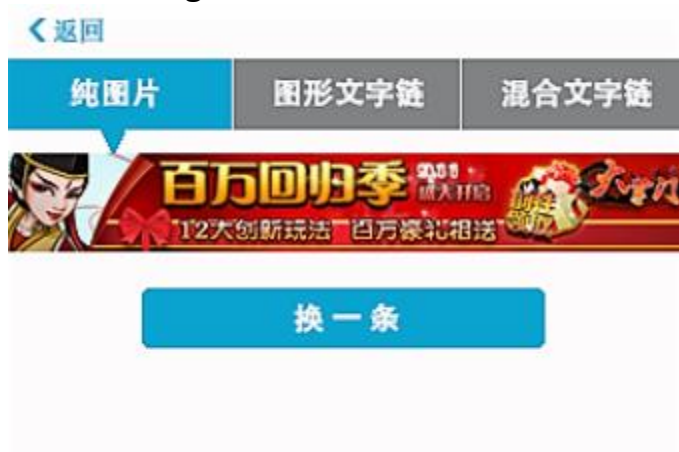 返回
纯图片
图形文字链
混合文字链
百万回归季
盛大开启
12大创新玩法 百万豪礼相送
换一条